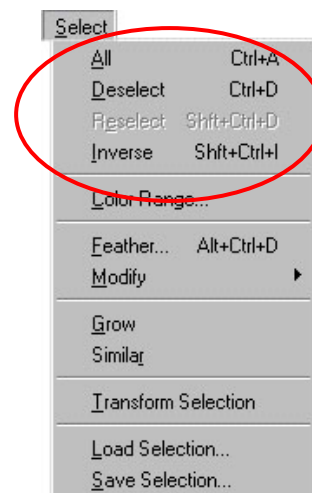 Select
All Ctrl+A
Deselect Ctrl+D
Reselect Shft+Ctrl+D
Inverse Shft+Ctrl+I
Color Range...
Feather... Alt+Ctrl+D
Modify
Grow
Similar
Transform Selection
Load Selection...
Save Selection...